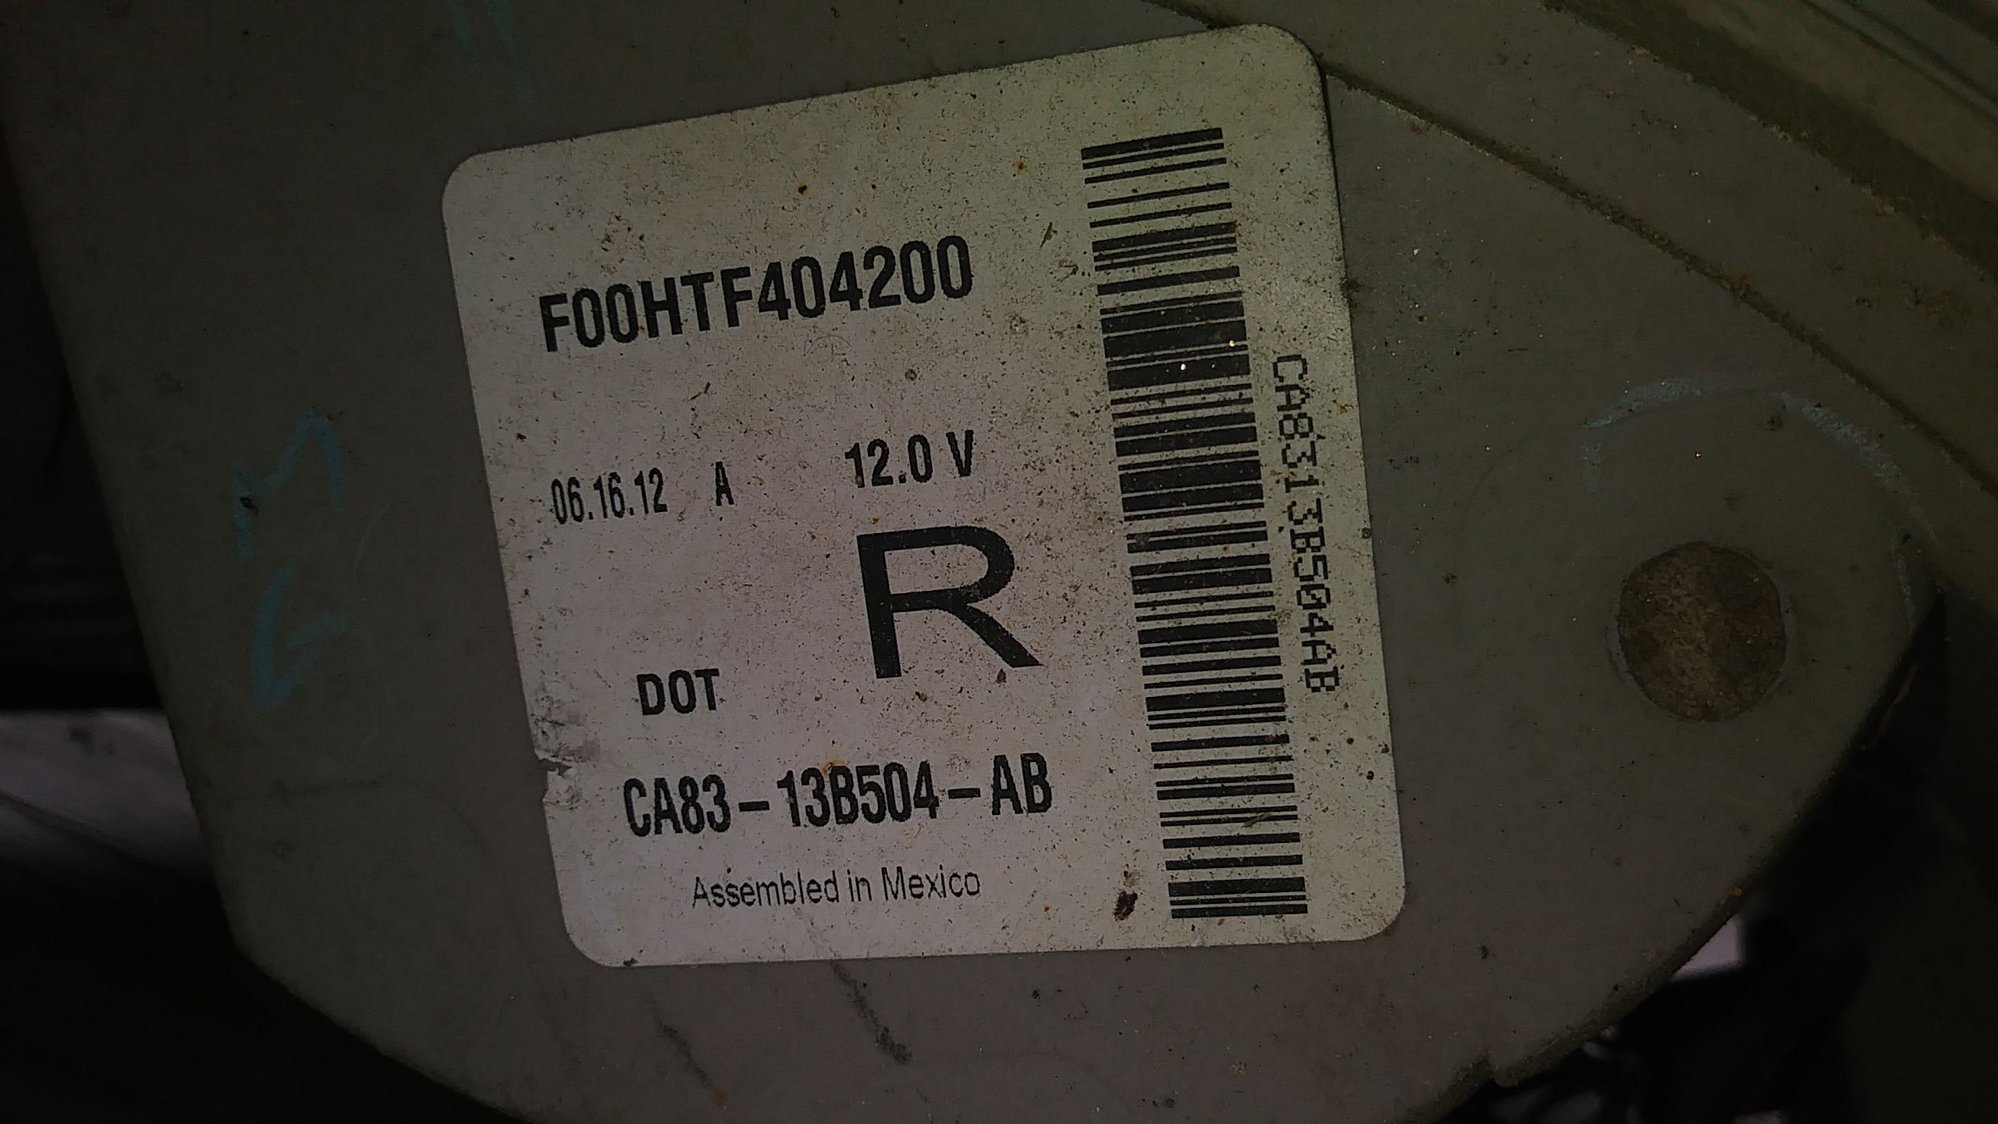 F00HTF404200
06.16.12 A 12.0 V
R
DOT
CA83-13B504-AB
Assembled in Mexico
CA8313B504AB